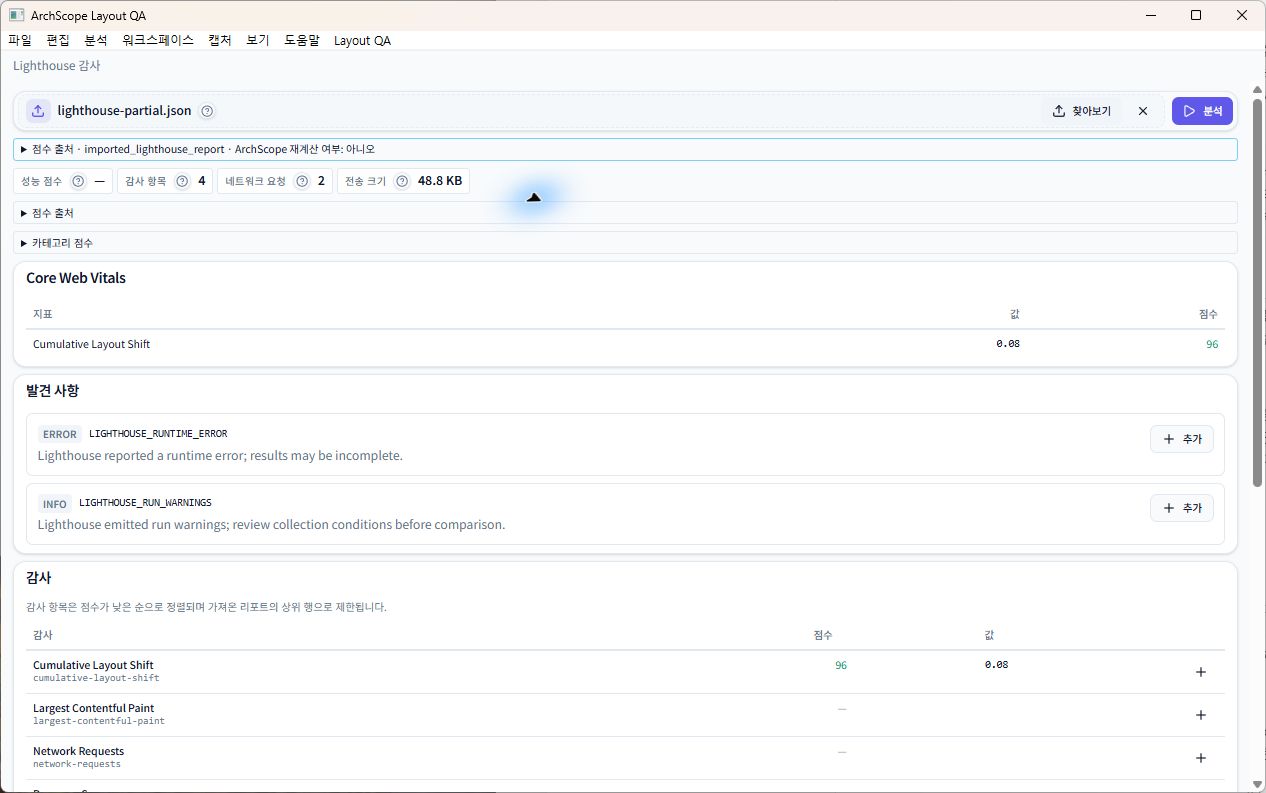 ArchScope Layout QA
파일 편집 분석 워크스페이스 캡처 보기 도움말 Layout QA
Lighthouse 감사
lighthouse-partial.json ? 찾아보기 × 분석
▶ 점수 출처 · imported_lighthouse_report · ArchScope 재계산 여부: 아니오
성능 점수 ? — 감사 항목 ? 4 네트워크 요청 ? 2 전송 크기 ? 48.8 KB
▶ 점수 출처
▶ 카테고리 점수
Core Web Vitals
지표 값 점수
Cumulative Layout Shift 0.08 96
발견 사항
ERROR LIGHTHOUSE_RUNTIME_ERROR
+ 추가
Lighthouse reported a runtime error; results may be incomplete.
INFO LIGHTHOUSE_RUN_WARNINGS
+ 추가
Lighthouse emitted run warnings; review collection conditions before comparison.
감사
감사 항목은 점수가 낮은 순으로 정렬되며 가져온 리포트의 상위 행으로 제한됩니다.
감사 점수 값
Cumulative Layout Shift 96 0.08
cumulative-layout-shift +
Largest Contentful Paint —
largest-contentful-paint +
Network Requests —
network-requests +